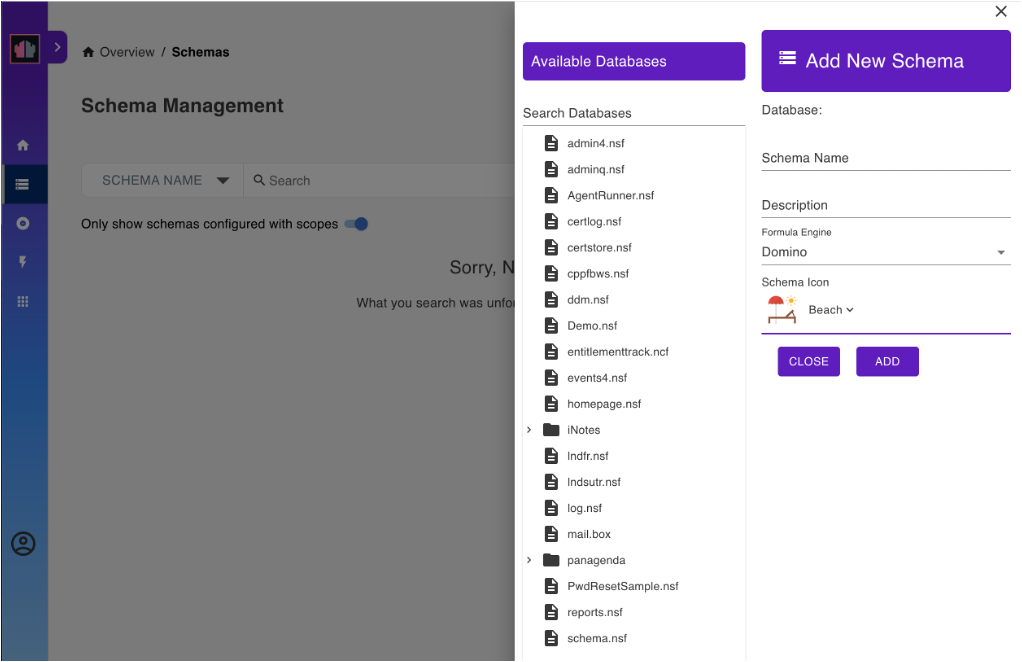 Overview / Schemas
Schema Management
SCHEMA NAME
Search
Only show schemas configured with scopes
Sorry, N
What you search was unfo
Available Databases
Search Databases
admin4.nsf
adminq.nsf
AgentRunner.nsf
certlog.nsf
certstore.nsf
cppfbws.nsf
ddm.nsf
Demo.nsf
entitlementtrack.ncf
events4.nsf
homepage.nsf
iNotes
lndfr.nsf
lndsutr.nsf
log.nsf
mail.box
panagenda
PwdResetSample.nsf
reports.nsf
schema.nsf
Add New Schema
Database:
Schema Name
Description
Formula Engine
Domino
Schema Icon
Beach
CLOSE
ADD